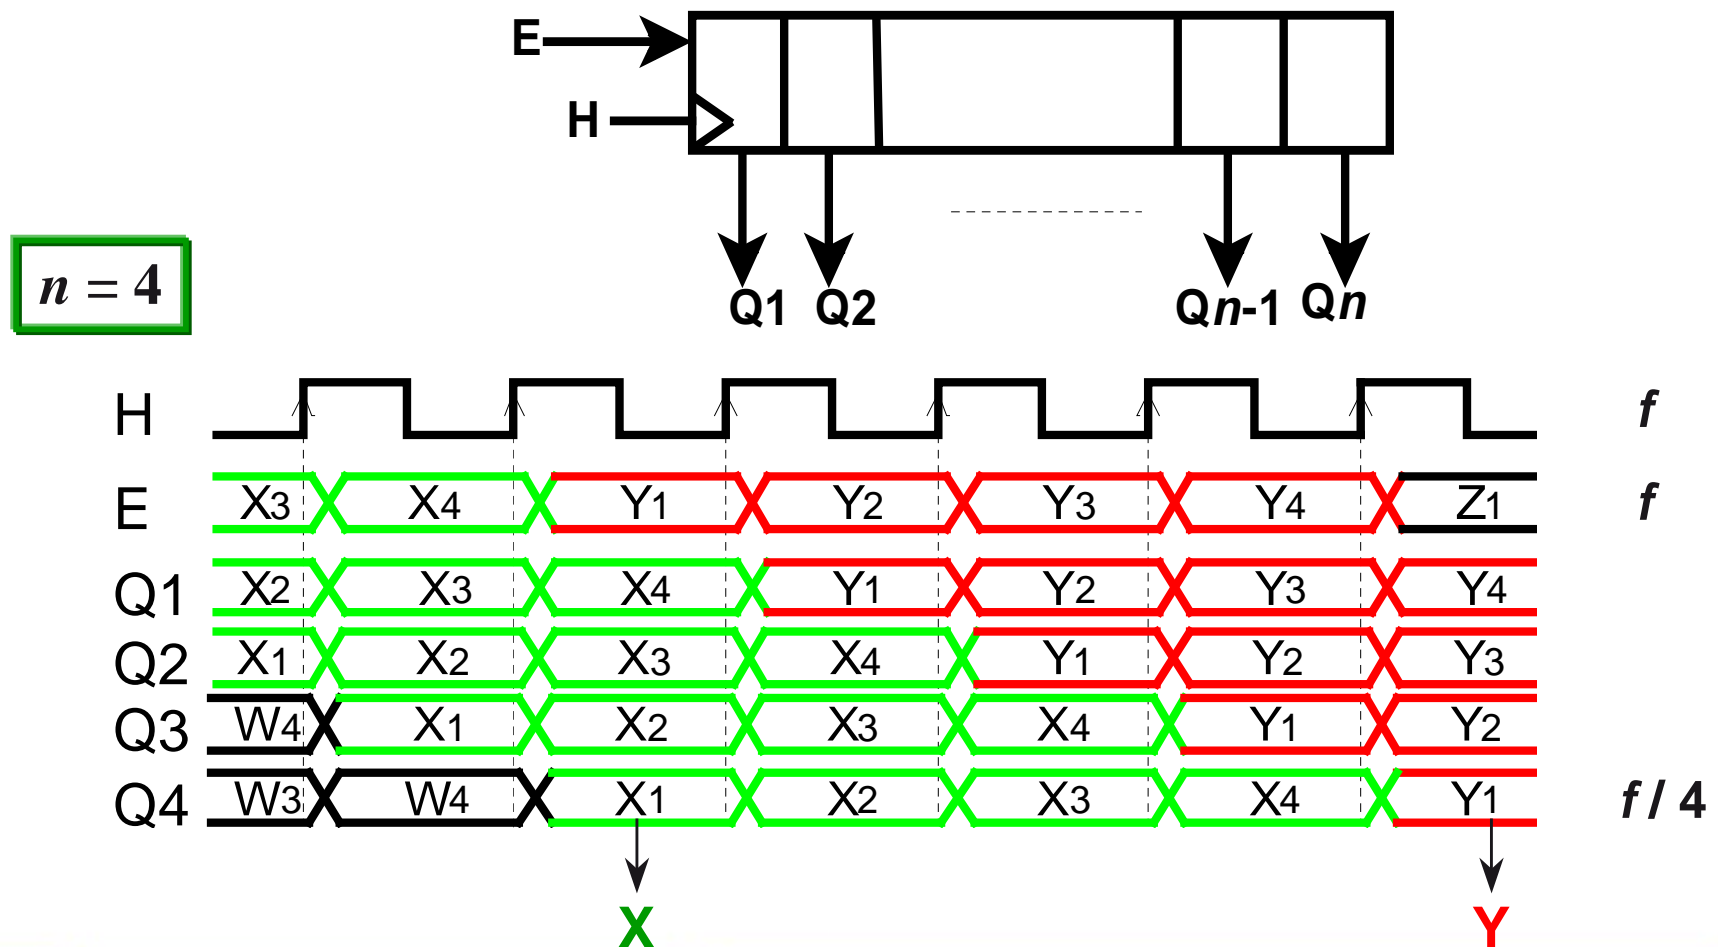 E
H
Q1 Q2 Qn-1 Qn
n = 4
H f
E X3 X4 Y1 Y2 Y3 Y4 Z1 f
Q1 X2 X3 X4 Y1 Y2 Y3 Y4
Q2 X1 X2 X3 X4 Y1 Y2 Y3
Q3 W4 X1 X2 X3 X4 Y1 Y2
Q4 W3 W4 X1 X2 X3 X4 Y1 f / 4
X Y